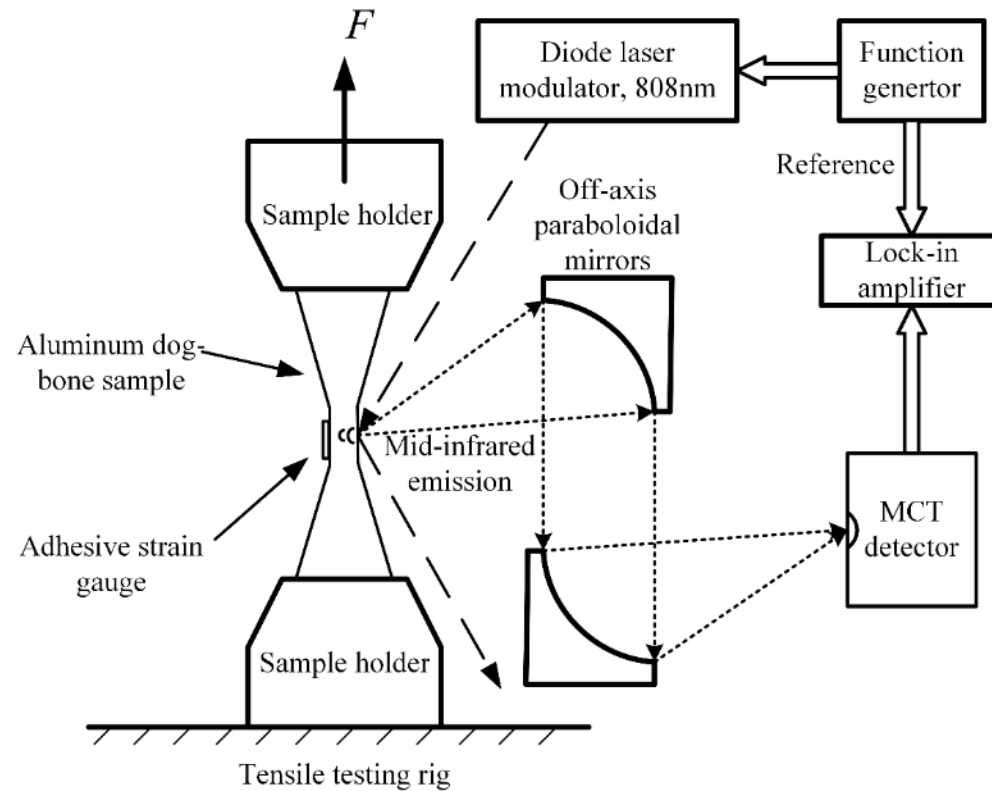 F
Diode laser
modulator, 808nm
Function
genertor
Reference
Sample holder
Off-axis
paraboloidal
mirrors
Lock-in
amplifier
Aluminum dog-
bone sample
Mid-infrared
emission
MCT
detector
Adhesive strain
gauge
Sample holder
Tensile testing rig